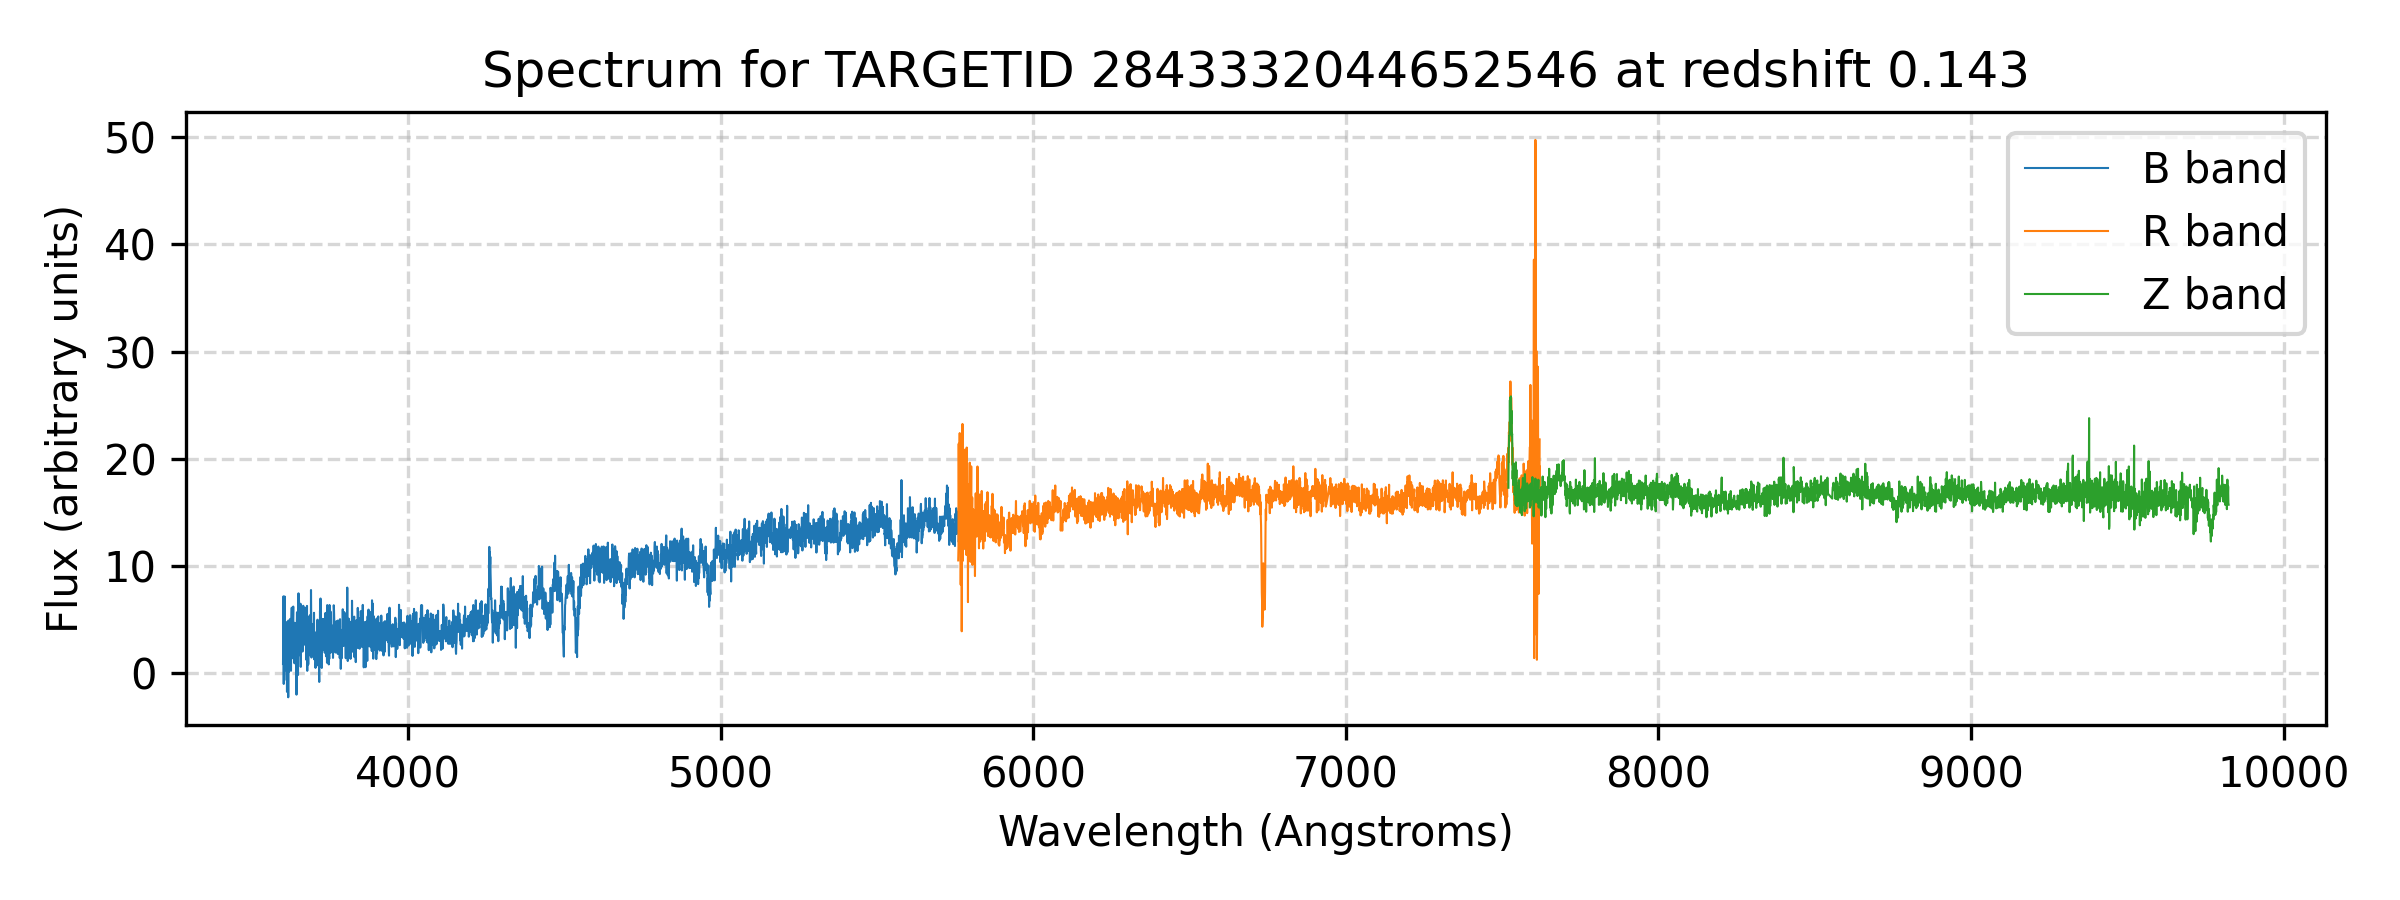 Spectrum for TARGETID 2843332044652546 at redshift 0.143
50
40
30
20
10
0
Flux (arbitrary units)
B band
R band
Z band
4000 5000 6000 7000 8000 9000 10000
Wavelength (Angstroms)